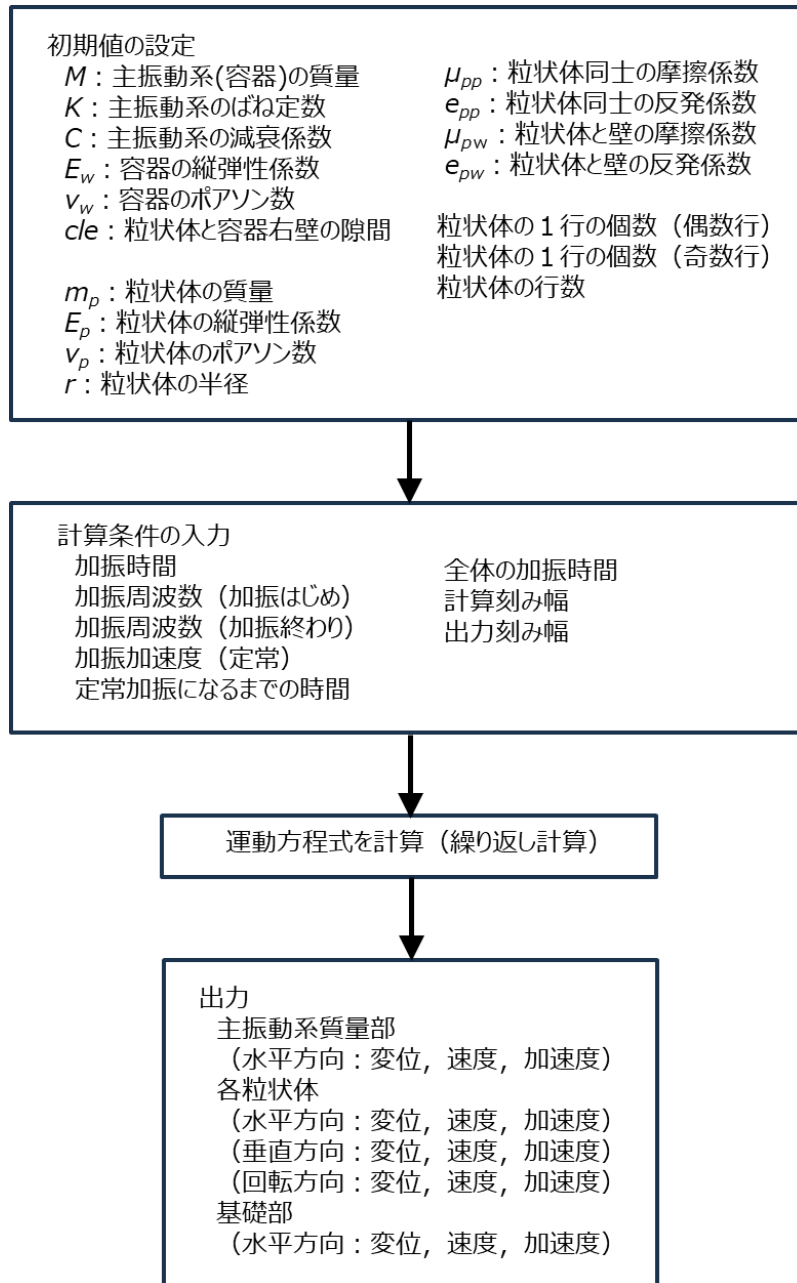 初期値の設定
M:主振動系(容器)の質量
K:主振動系のばね定数
C:主振動系の減衰係数
Ew:容器の縦弾性係数
vw:容器のポアソン数
cle:粒状体と容器右壁の隙間
mp:粒状体の質量
Ep:粒状体の縦弾性係数
vp:粒状体のポアソン数
r:粒状体の半径
μpp:粒状体同士の摩擦係数
epp:粒状体同士の反発係数
μpw:粒状体と壁の摩擦係数
epw:粒状体と壁の反発係数
粒状体の1行の個数(偶数行)
粒状体の1行の個数(奇数行)
粒状体の行数
計算条件の入力
加振時間
加振周波数(加振はじめ)
加振周波数(加振終わり)
加振加速度(定常)
定常加振になるまでの時間
全体の加振時間
計算刻み幅
出力刻み幅
運動方程式を計算(繰り返し計算)
出力
主振動系質量部
(水平方向:変位,速度,加速度)
各粒状体
(水平方向:変位,速度,加速度)
(垂直方向:変位,速度,加速度)
(回転方向:変位,速度,加速度)
基礎部
(水平方向:変位,速度,加速度)